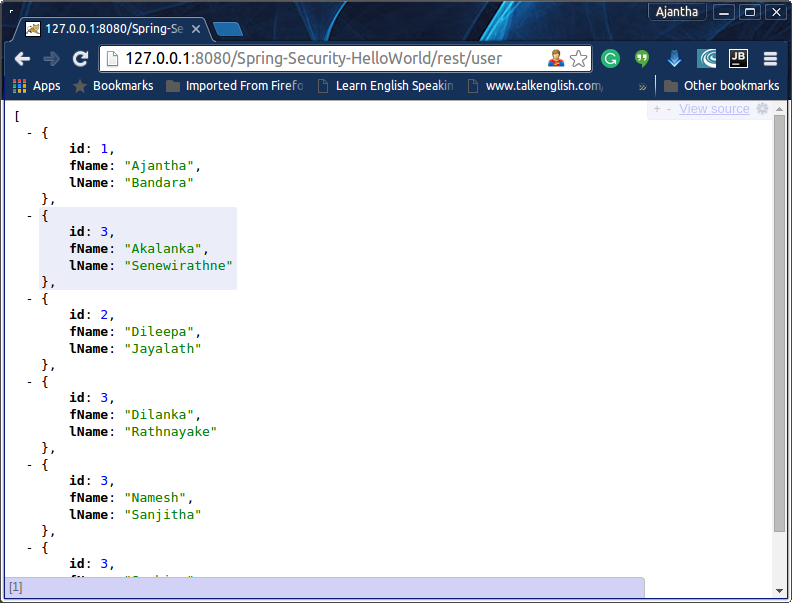 Ajantha
127.0.0.1:8080/Spring-Se
127.0.0.1:8080/Spring-Security-HelloWorld/rest/user
JB
Apps Bookmarks Imported From Firefo Learn English Speakin www.talkenglish.com/ » Other bookmarks
+ - View source
[
- {
id: 1,
fName: "Ajantha",
lName: "Bandara"
},
- {
id: 3,
fName: "Akalanka",
lName: "Senewirathne"
},
- {
id: 2,
fName: "Dileepa",
lName: "Jayalath"
},
- {
id: 3,
fName: "Dilanka",
lName: "Rathnayake"
},
- {
id: 3,
fName: "Namesh",
lName: "Sanjitha"
},
- {
id: 3,
[1]